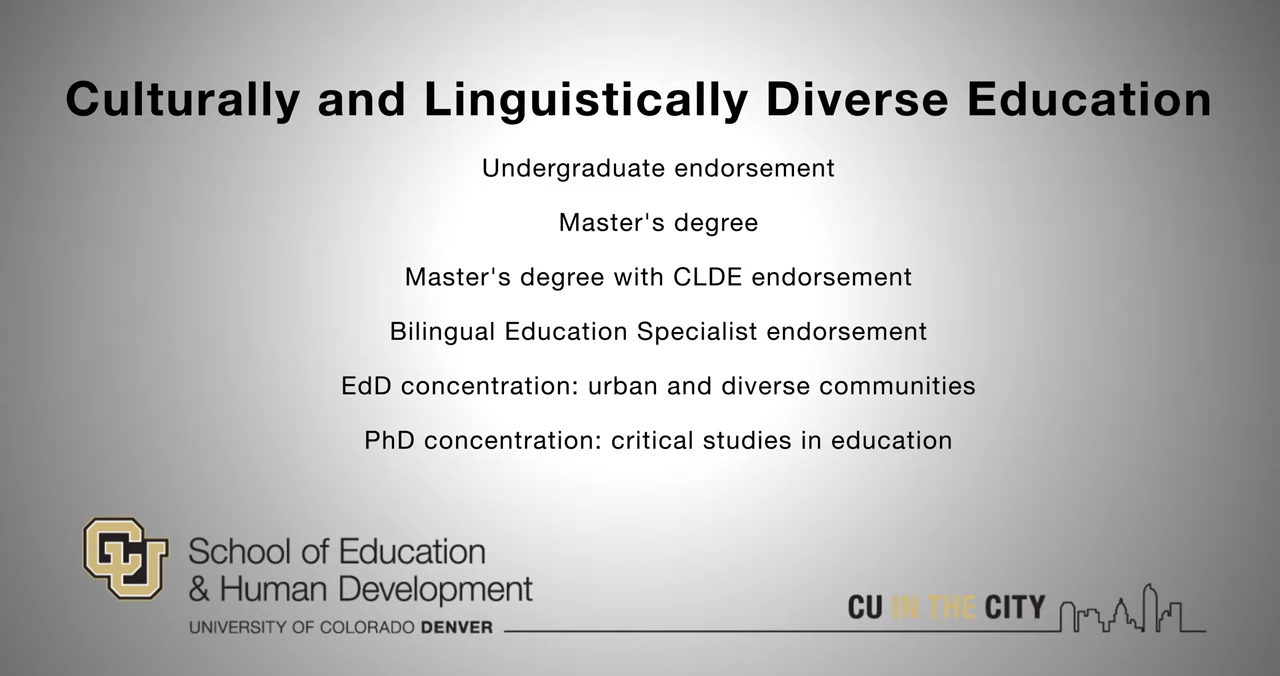 Culturally and Linguistically Diverse Education
Undergraduate endorsement
Master's degree
Master's degree with CLDE endorsement
Bilingual Education Specialist endorsement
EdD concentration: urban and diverse communities
PhD concentration: critical studies in education
CU
School of Education
& Human Development
UNIVERSITY OF COLORADO DENVER
CU IN THE CITY